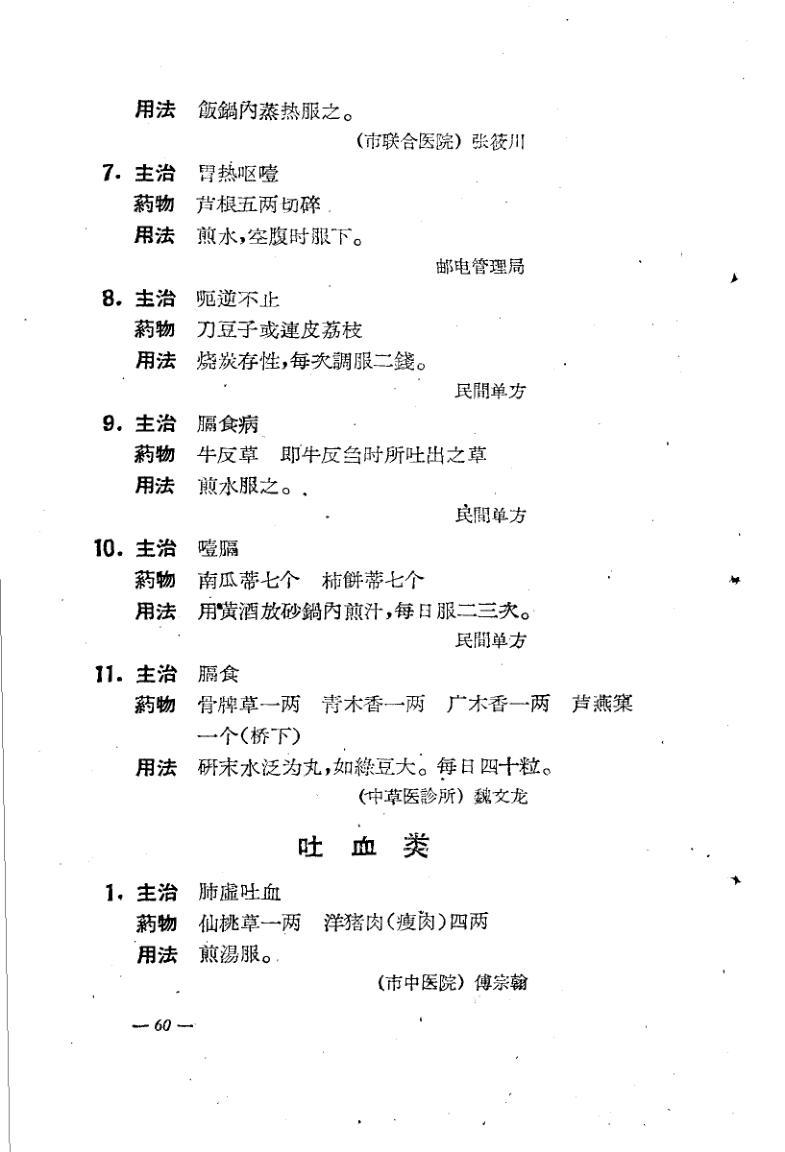 用法 飯鍋內蒸热服之。
(市联合医院) 张筱川
7. 主治 胃热呕噎
葯物 芦根五两切碎
用法 煎水,空腹时服下。
邮电管理局
8. 主治 呃逆不止
葯物 刀豆子或連皮荔枝
用法 烧炭存性,每次調服二錢。
民間单方
9. 主治 膈食病
葯物 牛反草 即牛反刍时所吐出之草
用法 煎水服之。
民間单方
10. 主治 噎膈
葯物 南瓜蒂七个 柿餅蒂七个
用法 用黄酒放砂鍋內煎汁,每日服二三次。
民間单方
11. 主治 膈食
葯物 骨牌草一两 青木香一两 广木香一两 芦燕窠
一个(桥下)
用法 研末水泛为丸,如綠豆大。每日四十粒。
(中草医診所) 魏文龙
吐血类
1. 主治 肺虛吐血
葯物 仙桃草一两 洋猪肉(瘦肉)四两
用法 煎湯服。
(市中医院) 傅宗翰
— 60 —